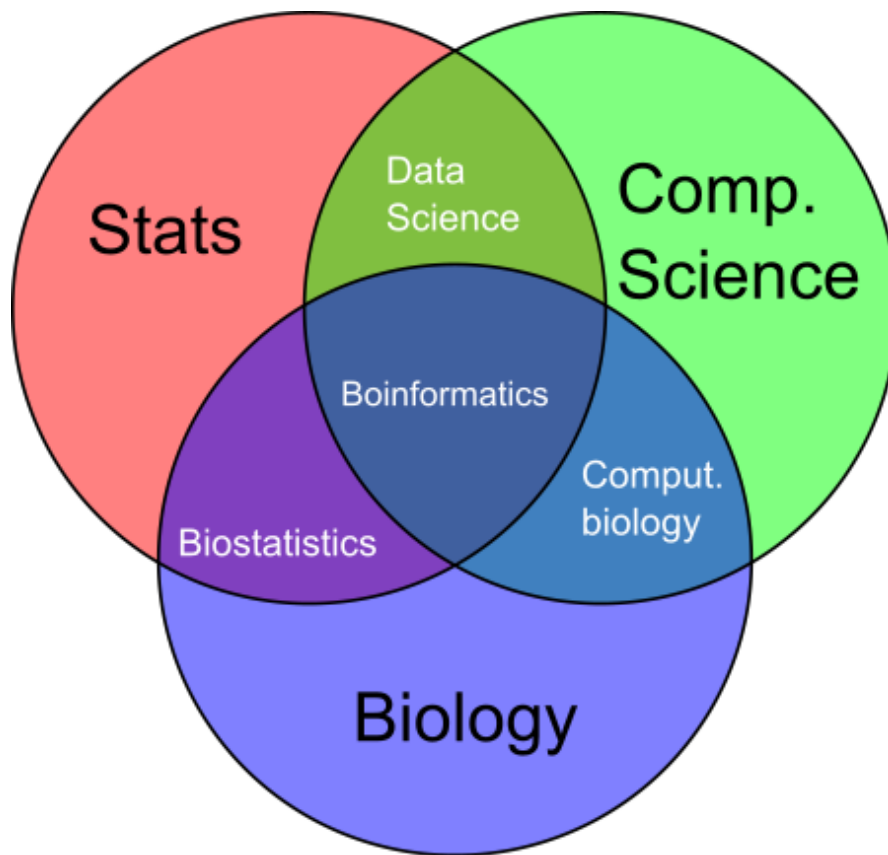 Data
Science
Comp.
Science
Stats
Boinformatics
Comput.
biology
Biostatistics
Biology